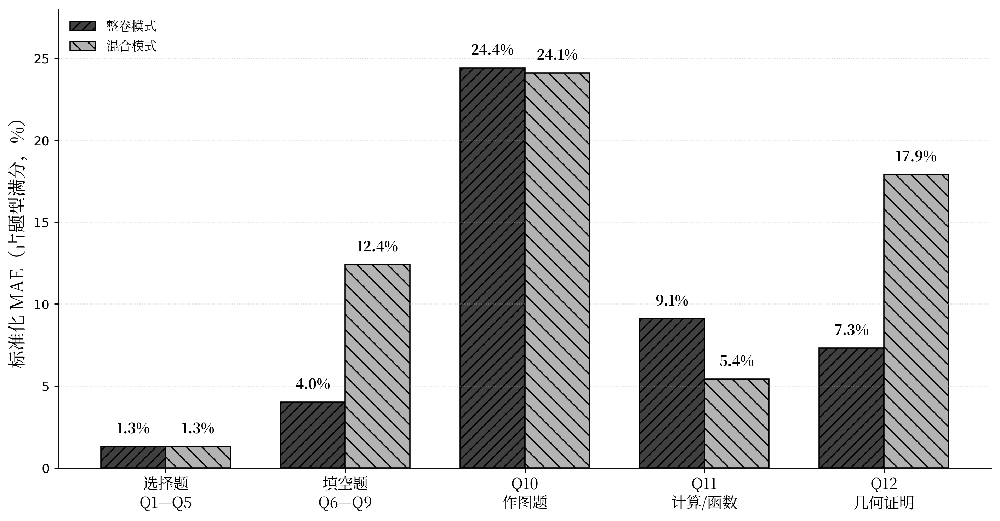 整卷模式
混合模式
标准化 MAE（占题型满分，%）
25
20
15
10
5
0
1.3%
1.3%
4.0%
12.4%
24.4%
24.1%
9.1%
5.4%
7.3%
17.9%
选择题
Q1—Q5
填空题
Q6—Q9
Q10
作图题
Q11
计算/函数
Q12
几何证明